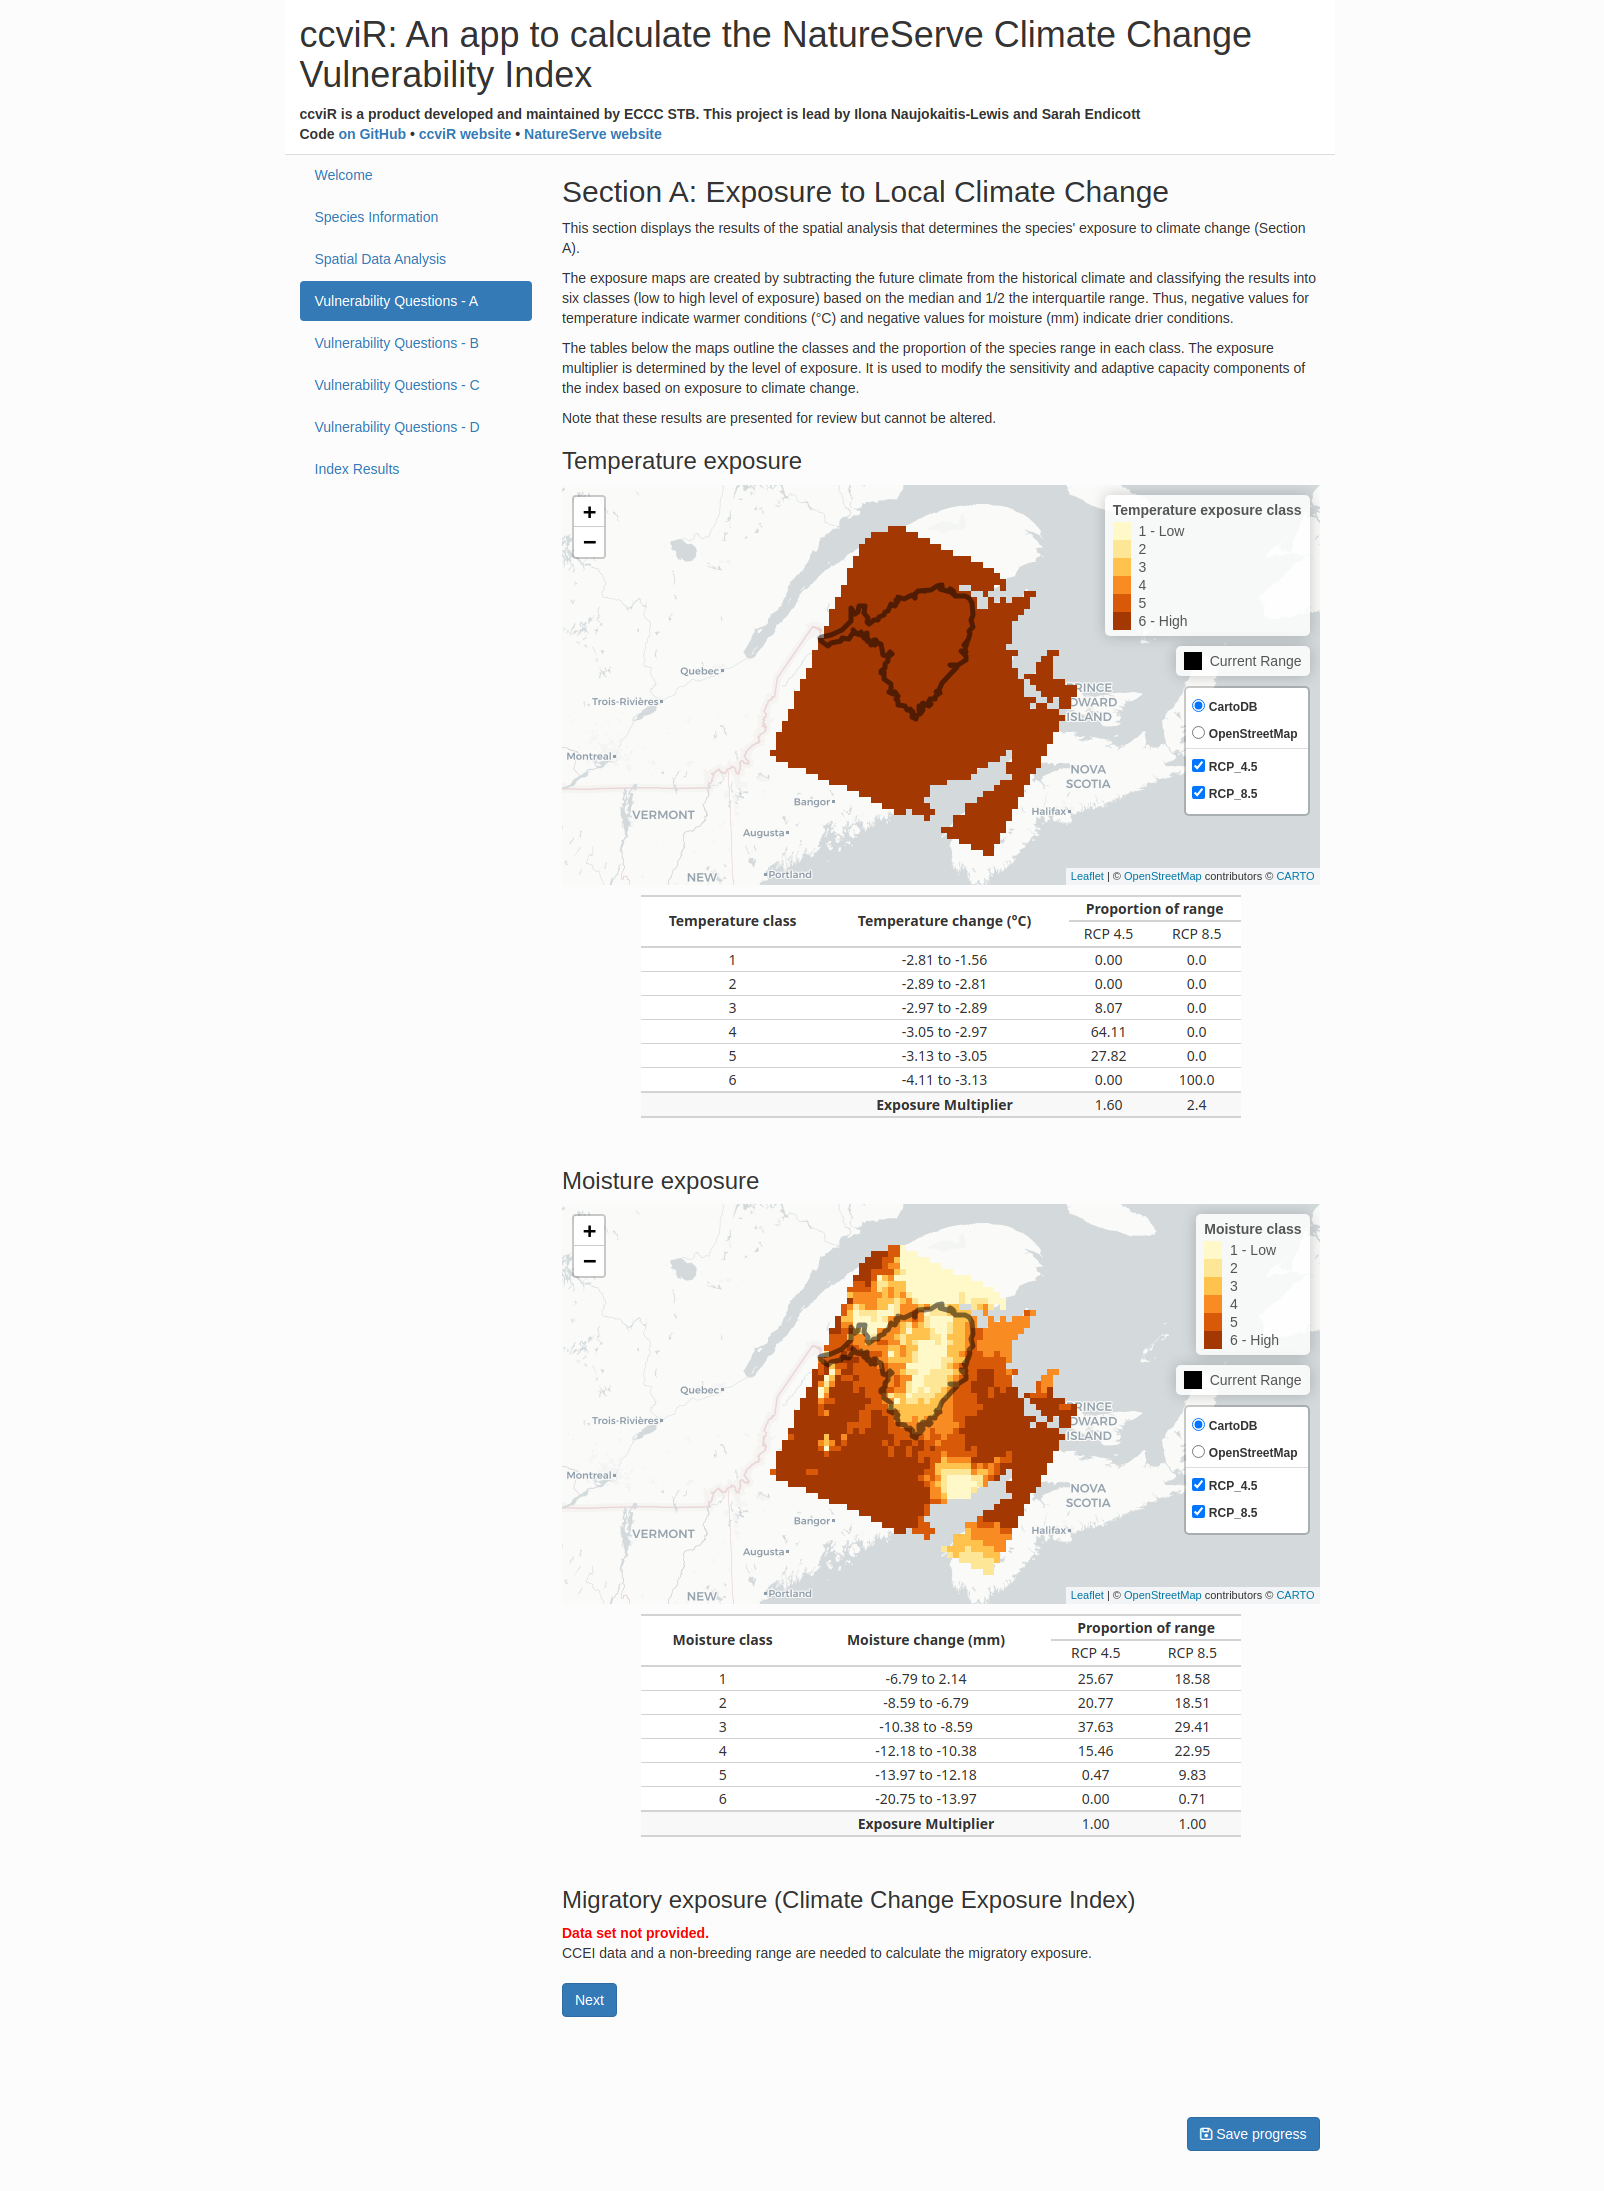 ccviR: An app to calculate the NatureServe Climate Change
Vulnerability Index
ccviR is a product developed and maintained by ECCC STB. This project is lead by Ilona Naujokaitis-Lewis and Sarah Endicott
Code on GitHub • ccviR website • NatureServe website
Welcome
Species Information
Spatial Data Analysis
Vulnerability Questions - A
Vulnerability Questions - B
Vulnerability Questions - C
Vulnerability Questions - D
Index Results
Section A: Exposure to Local Climate Change
This section displays the results of the spatial analysis that determines the species' exposure to climate change (Section
A).
The exposure maps are created by subtracting the future climate from the historical climate and classifying the results into
six classes (low to high level of exposure) based on the median and 1/2 the interquartile range. Thus, negative values for
temperature indicate warmer conditions (°C) and negative values for moisture (mm) indicate drier conditions.
The tables below the maps outline the classes and the proportion of the species range in each class. The exposure
multiplier is determined by the level of exposure. It is used to modify the sensitivity and adaptive capacity components of
the index based on exposure to climate change.
Note that these results are presented for review but cannot be altered.
Temperature exposure
+
−
Temperature exposure class
1 - Low
2
3
4
5
6 - High
Current Range
CartoDB
OpenStreetMap
RCP_4.5
RCP_8.5
Quebec
Trois-Rivières
Montreal
VERMONT
Bangor
Augusta
NEW
Portland
RINCE
DWARD
ISLAND
NOVA
SCOTIA
Halifax
Leaflet | © OpenStreetMap contributors © CARTO
Temperature class Temperature change (°C) Proportion of range
RCP 4.5 RCP 8.5
1 -2.81 to -1.56 0.00 0.0
2 -2.89 to -2.81 0.00 0.0
3 -2.97 to -2.89 8.07 0.0
4 -3.05 to -2.97 64.11 0.0
5 -3.13 to -3.05 27.82 0.0
6 -4.11 to -3.13 0.00 100.0
Exposure Multiplier 1.60 2.4
Moisture exposure
+
−
Moisture class
1 - Low
2
3
4
5
6 - High
Current Range
CartoDB
OpenStreetMap
RCP_4.5
RCP_8.5
Quebec
Trois-Rivières
Montreal
VERMONT
Bangor
Augusta
NEW
Portland
RINCE
DWARD
ISLAND
NOVA
SCOTIA
Halifax
Leaflet | © OpenStreetMap contributors © CARTO
Moisture class Moisture change (mm) Proportion of range
RCP 4.5 RCP 8.5
1 -6.79 to 2.14 25.67 18.58
2 -8.59 to -6.79 20.77 18.51
3 -10.38 to -8.59 37.63 29.41
4 -12.18 to -10.38 15.46 22.95
5 -13.97 to -12.18 0.47 9.83
6 -20.75 to -13.97 0.00 0.71
Exposure Multiplier 1.00 1.00
Migratory exposure (Climate Change Exposure Index)
Data set not provided.
CCEI data and a non-breeding range are needed to calculate the migratory exposure.
Next
Save progress